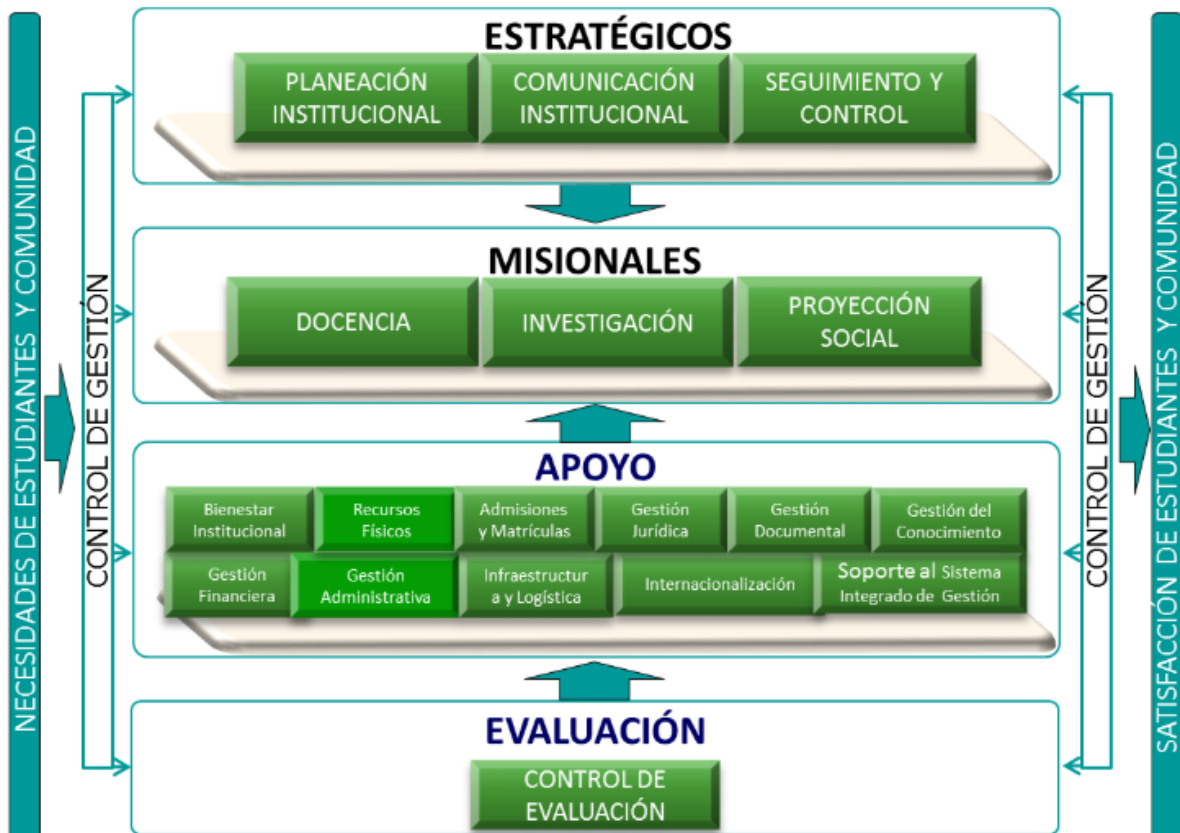 NECESIDADES DE ESTUDIANTES Y COMUNIDAD
CONTROL DE GESTIÓN
ESTRATÉGICOS
PLANEACIÓN
INSTITUCIONAL
COMUNICACIÓN
INSTITUCIONAL
SEGUIMIENTO Y
CONTROL
MISIONALES
DOCENCIA
INVESTIGACIÓN
PROYECCIÓN
SOCIAL
APOYO
Bienestar
Institucional
Recursos
Físicos
Admisiones
y Matrículas
Gestión
Jurídica
Gestión
Documental
Gestión del
Conocimiento
Gestión
Financiera
Gestión
Administrativa
Infraestructur
a y Logística
Internacionalización
Soporte al Sistema
Integrado de Gestión
EVALUACIÓN
CONTROL DE
EVALUACIÓN
CONTROL DE GESTIÓN
SATISFACCIÓN DE ESTUDIANTES Y COMUNIDAD